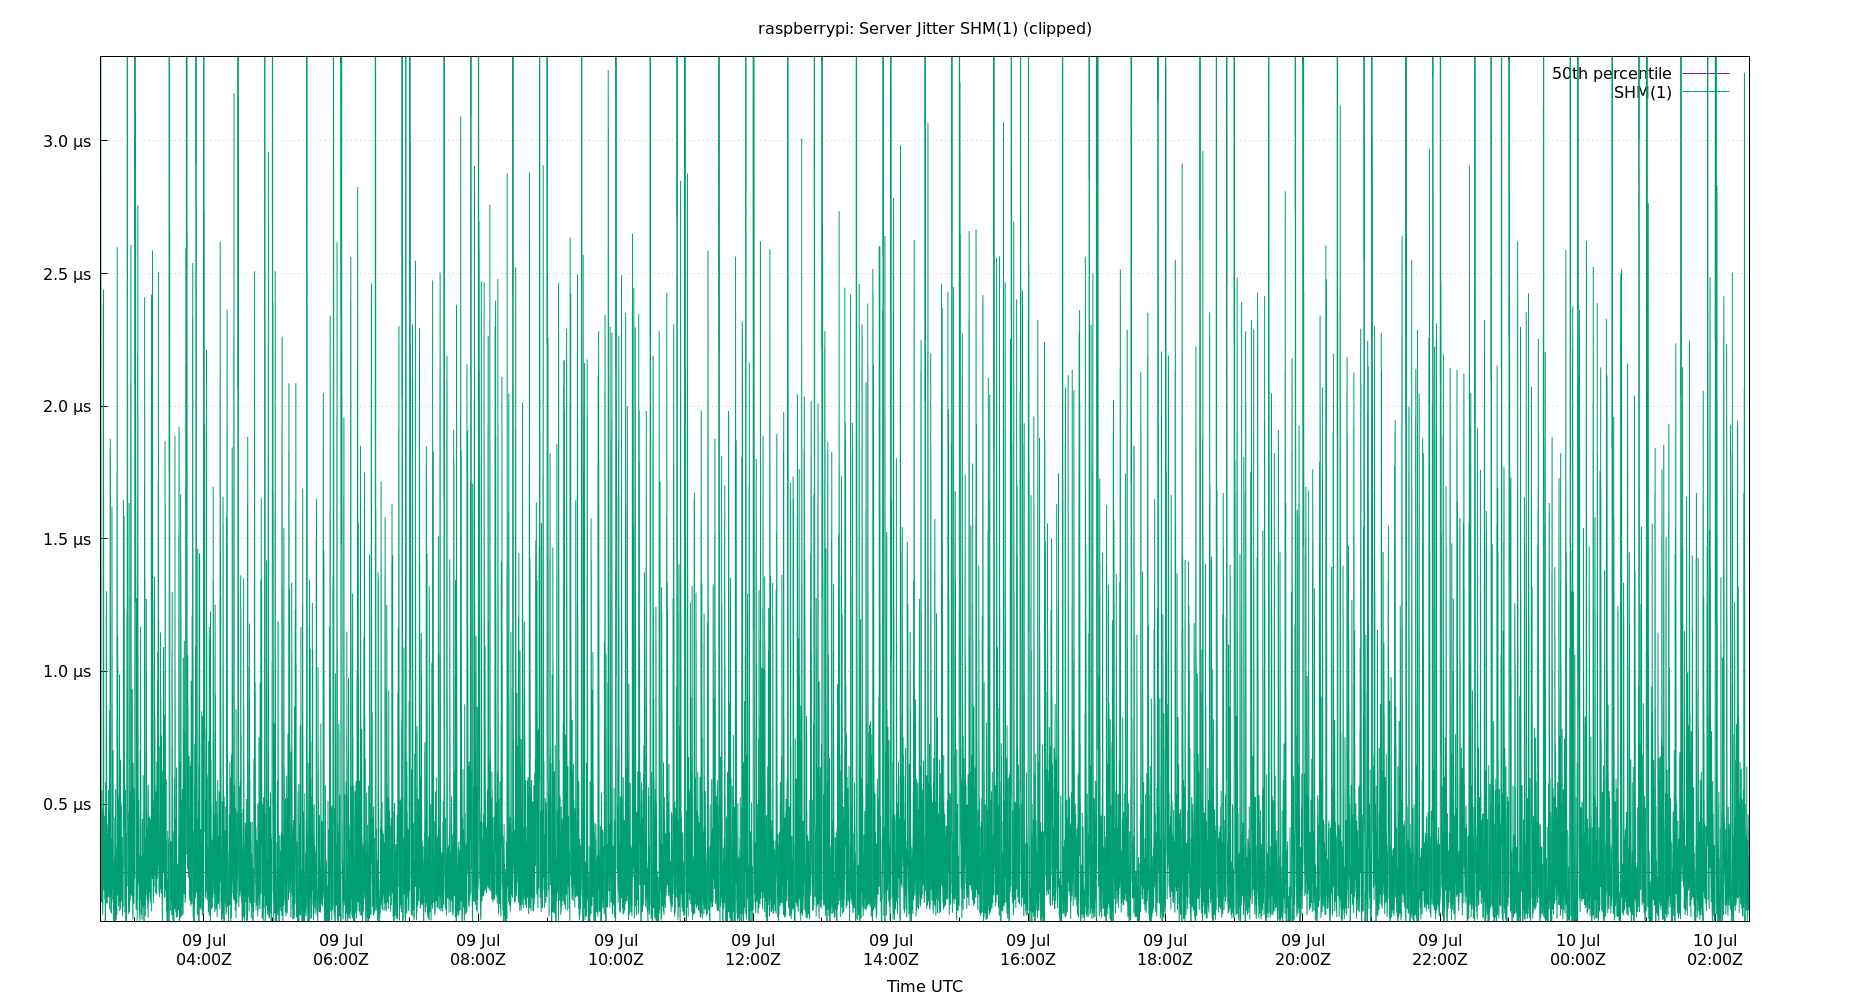 raspberrypi: Server Jitter SHM(1) (clipped)
50th percentile
SHM(1)
3.0 µs
2.5 µs
2.0 µs
1.5 µs
1.0 µs
0.5 µs
09 Jul 09 Jul 09 Jul 09 Jul 09 Jul 09 Jul 09 Jul 09 Jul 09 Jul 09 Jul 10 Jul 10 Jul
04:00Z 06:00Z 08:00Z 10:00Z 12:00Z 14:00Z 16:00Z 18:00Z 20:00Z 22:00Z 00:00Z 02:00Z
Time UTC